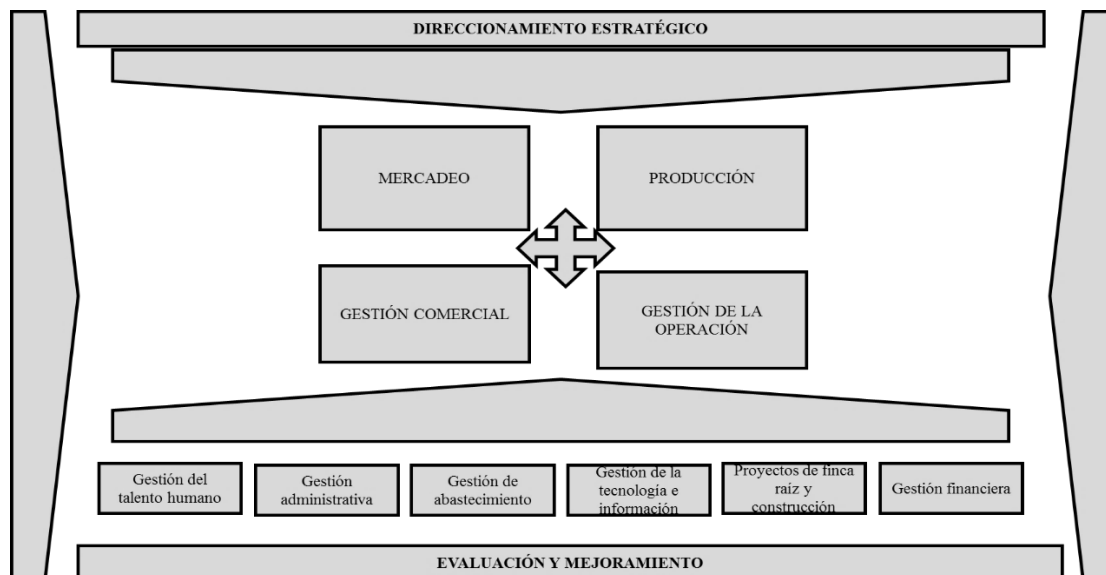 DIRECCIONAMIENTO ESTRATÉGICO
MERCADEO
PRODUCCIÓN
GESTIÓN COMERCIAL
GESTIÓN DE LA
OPERACIÓN
Gestión del
talento humano
Gestión
administrativa
Gestión de
abastecimiento
Gestión de la
tecnología e
información
Proyectos de finca
raíz y
construcción
Gestión financiera
EVALUACIÓN Y MEJORAMIENTO